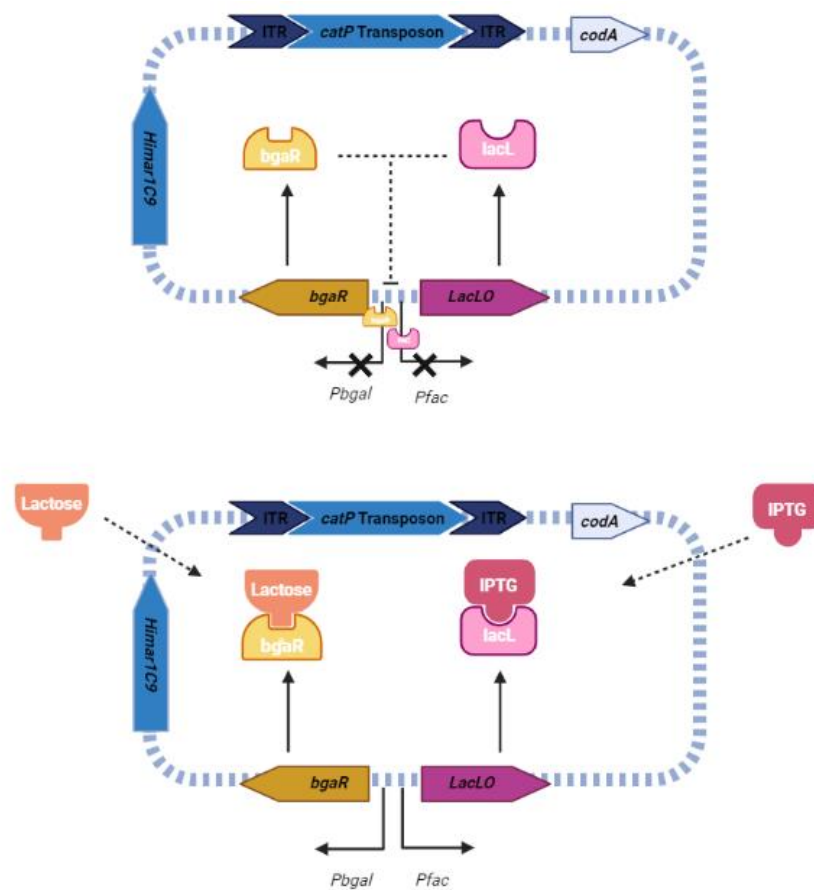 ITR catP Transposon ITR codA
Himar1C9
bgaR lacL
bgaR LacLO
lacL
Pbgal Pfac
Lactose IPTG
ITR catP Transposon ITR codA
Himar1C9
Lactose IPTG
bgaR lacL
bgaR LacLO
Pbgal Pfac